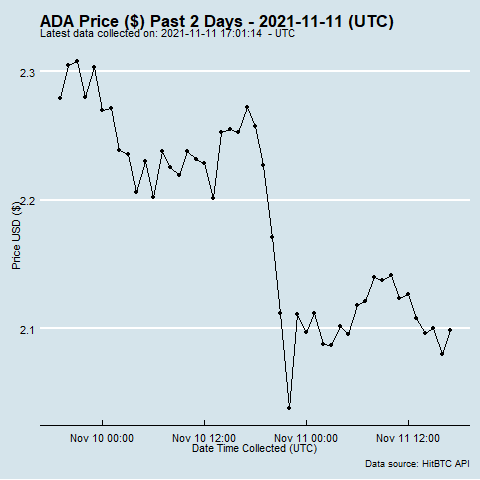 ADA Price ($) Past 2 Days - 2021-11-11 (UTC)
Latest data collected on: 2021-11-11 17:01:14 - UTC
2.3
2.2
2.1
Price USD ($)
Nov 10 00:00 Nov 10 12:00 Nov 11 00:00 Nov 11 12:00
Date Time Collected (UTC)
Data source: HitBTC API